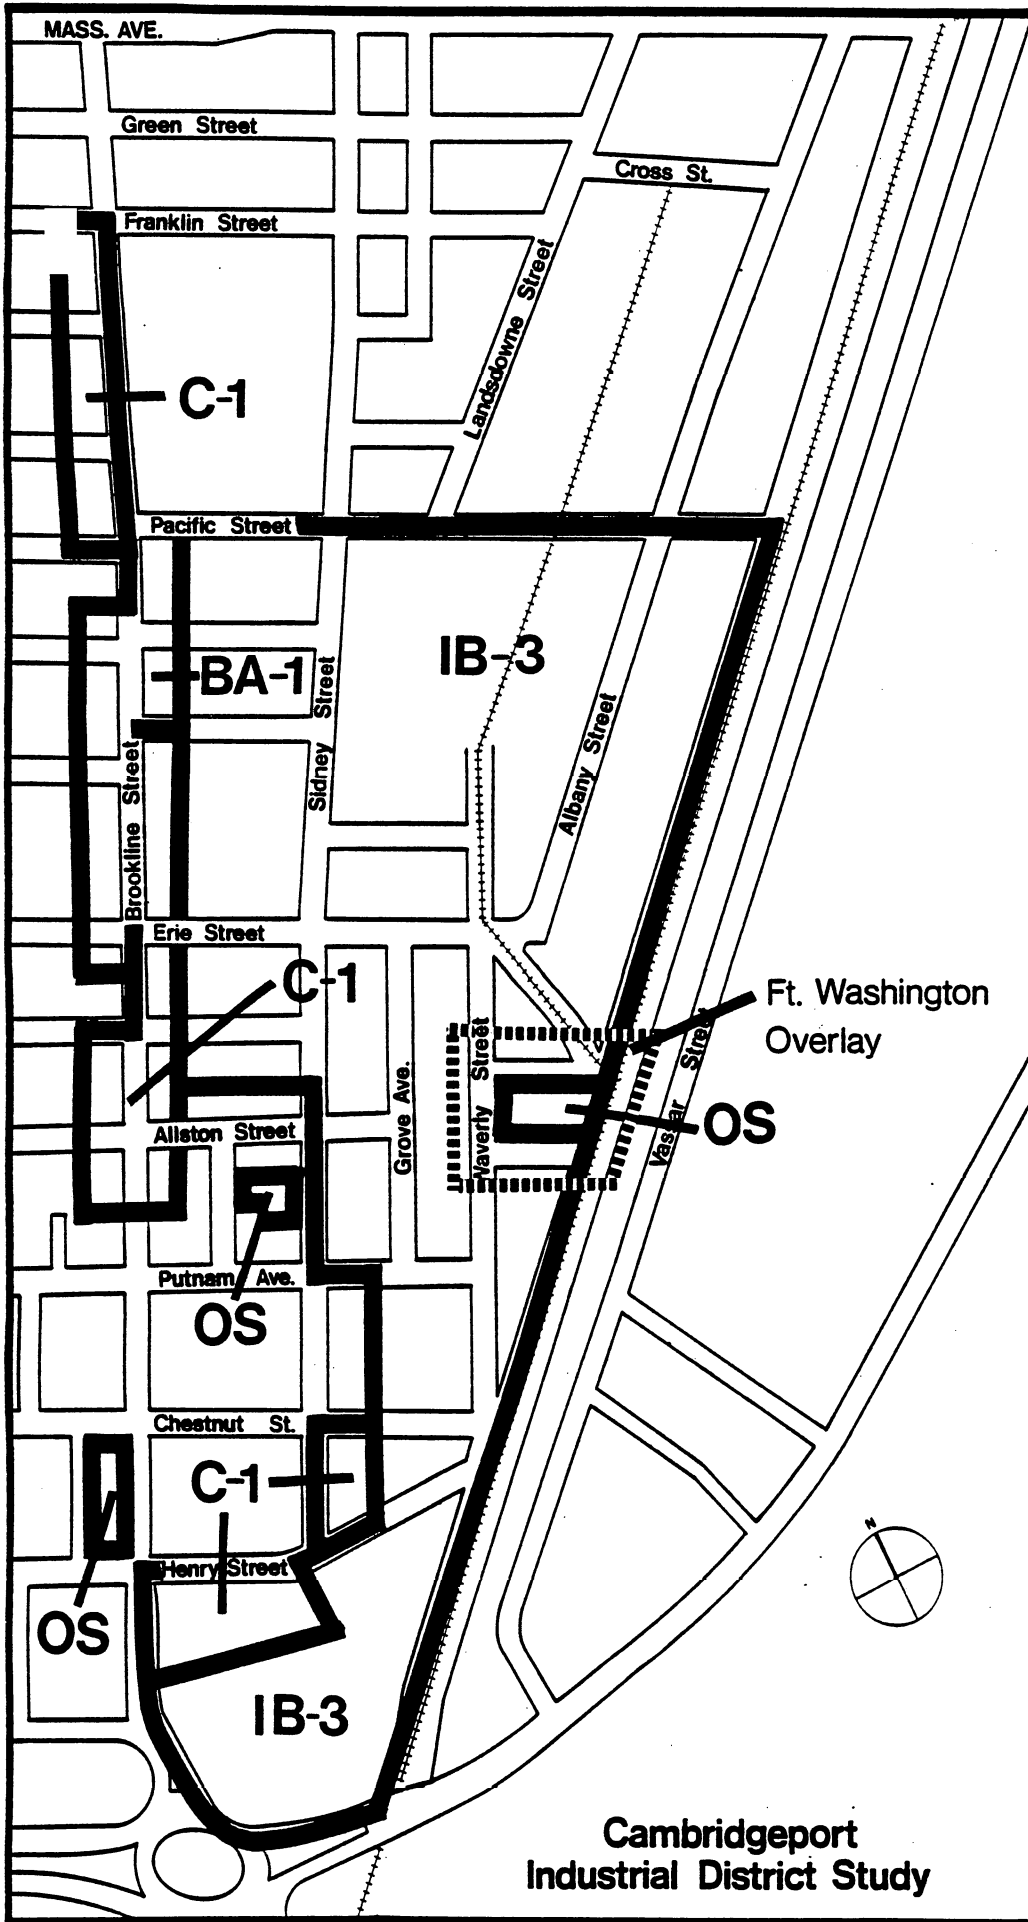 MASS. AVE.
Green Street
Cross St.
Franklin Street
Landsdowne Street
C-1
Pacific Street
IB-3
BA-1
Sidney Street
Albany Street
Brookline Street
Erie Street
C-1
Ft. Washington
Overlay
Waverly Street
Vassar Street
Grove Ave.
OS
Allston Street
Putnam Ave.
OS
Chestnut St.
C-1
N
Henry Street
OS
IB-3
Cambridgeport
Industrial District Study